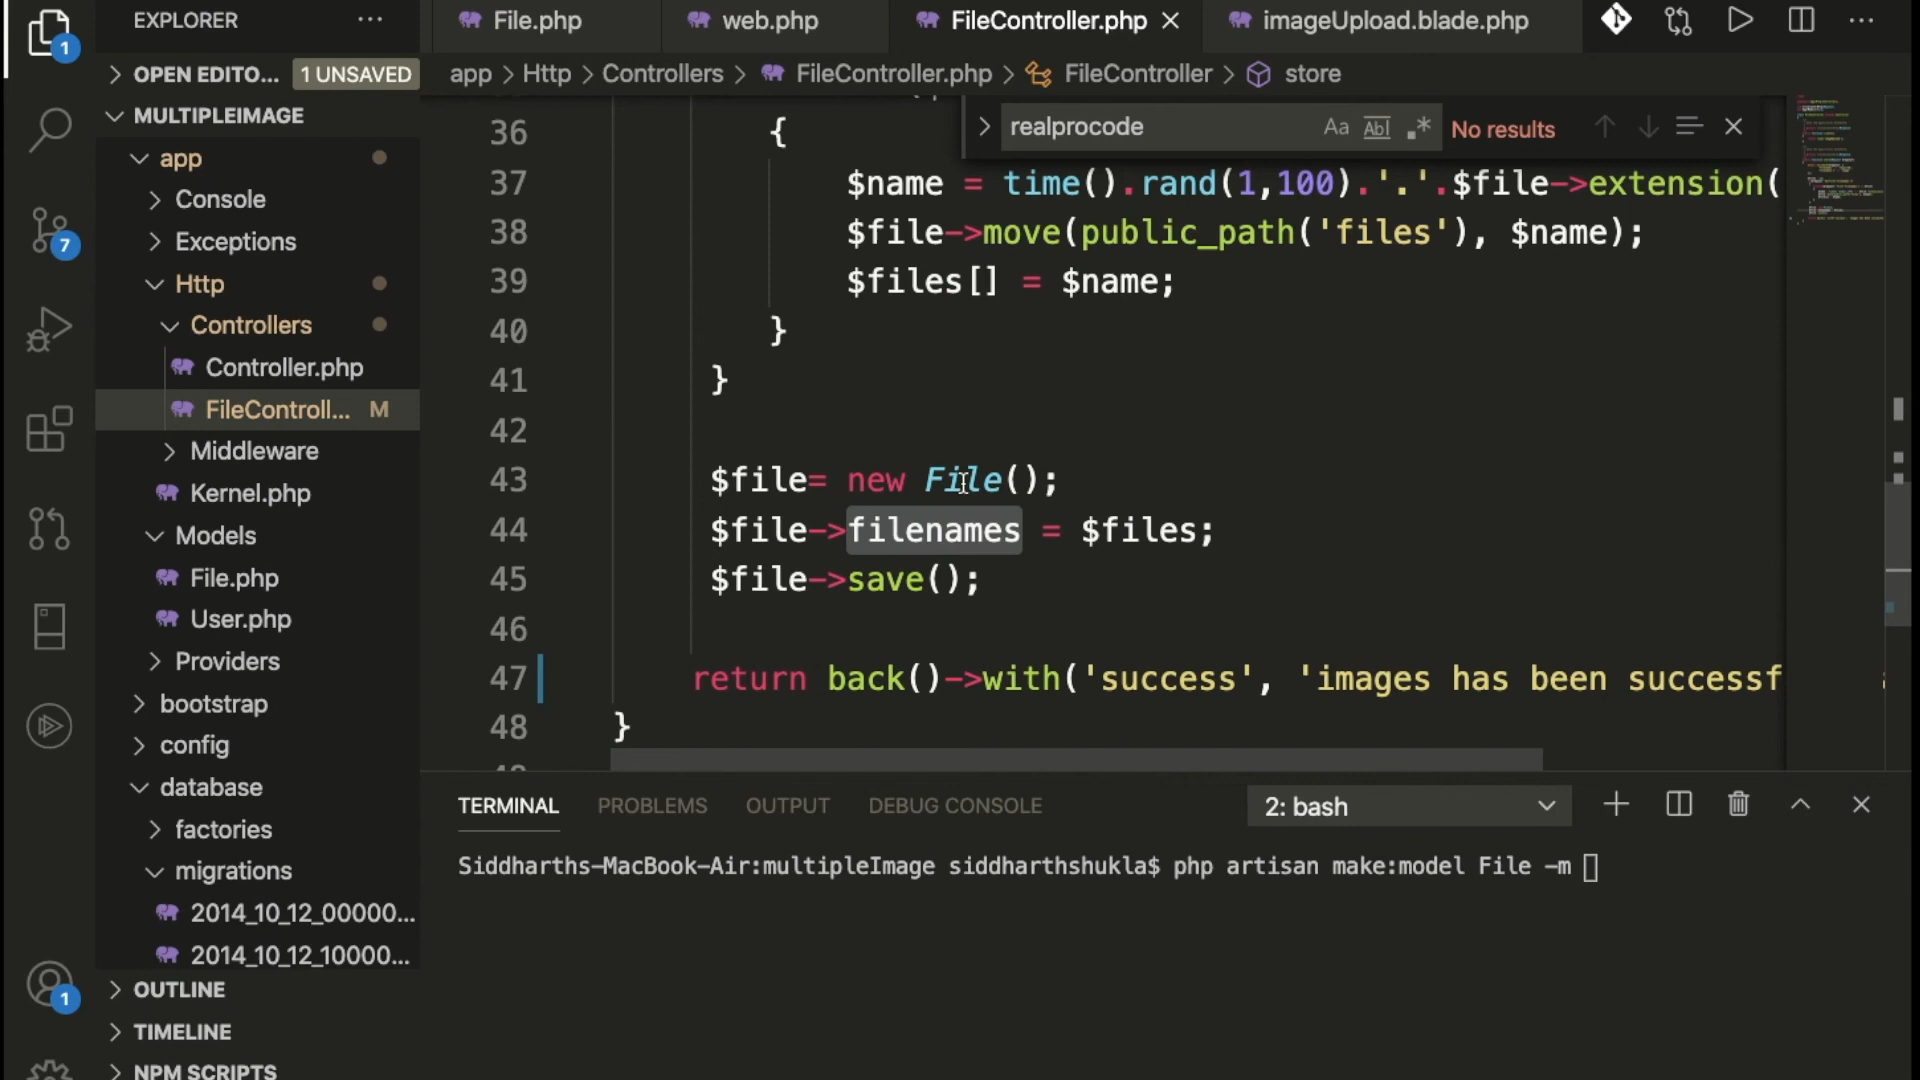 EXPLORER
File.php
web.php
FileController.php
imageUpload.blade.php
OPEN EDITO... 1 UNSAVED
app > Http > Controllers > FileController.php > FileController > store
MULTIPLEIMAGE
app
Console
Exceptions
Http
Controllers
Controller.php
FileControll... M
Middleware
Kernel.php
Models
File.php
User.php
Providers
bootstrap
config
database
factories
migrations
2014_10_12_00000...
2014_10_12_10000...
OUTLINE
TIMELINE
NPM SCRIPTS
1
7
1
realprocode Aa Abl .* No results
36 {
37 $name = time().rand(1,100).'.'.$file->extension(
38 $file->move(public_path('files'), $name);
39 $files[] = $name;
40 }
41 }
42
43 $file= new File();
44 $file->filenames = $files;
45 $file->save();
46
47 return back()->with('success', 'images has been successf
48 }
TERMINAL PROBLEMS OUTPUT DEBUG CONSOLE 2: bash
Siddharths-MacBook-Air:multipleImage siddharthshukla$ php artisan make:model File -m